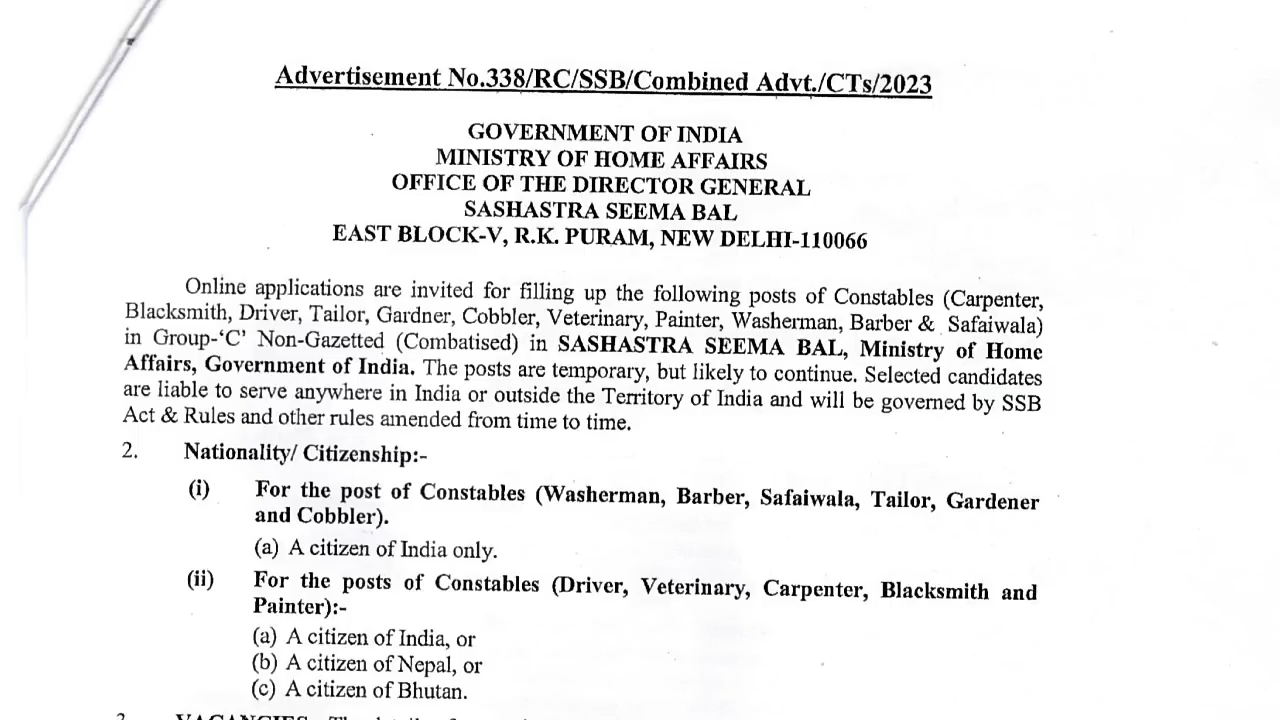 Advertisement No.338/RC/SSB/Combined Advt./CTs/2023
GOVERNMENT OF INDIA
MINISTRY OF HOME AFFAIRS
OFFICE OF THE DIRECTOR GENERAL
SASHASTRA SEEMA BAL
EAST BLOCK-V, R.K. PURAM, NEW DELHI-110066
Online applications are invited for filling up the following posts of Constables (Carpenter,
Blacksmith, Driver, Tailor, Gardner, Cobbler, Veterinary, Painter, Washerman, Barber & Safaiwala)
in Group-‘C’ Non-Gazetted (Combatised) in SASHASTRA SEEMA BAL, Ministry of Home
Affairs, Government of India. The posts are temporary, but likely to continue. Selected candidates
are liable to serve anywhere in India or outside the Territory of India and will be governed by SSB
Act & Rules and other rules amended from time to time.
2. Nationality/ Citizenship:-
(i) For the post of Constables (Washerman, Barber, Safaiwala, Tailor, Gardener
and Cobbler).
(a) A citizen of India only.
(ii) For the posts of Constables (Driver, Veterinary, Carpenter, Blacksmith and
Painter):-
(a) A citizen of India, or
(b) A citizen of Nepal, or
(c) A citizen of Bhutan.
3. VACANCIES